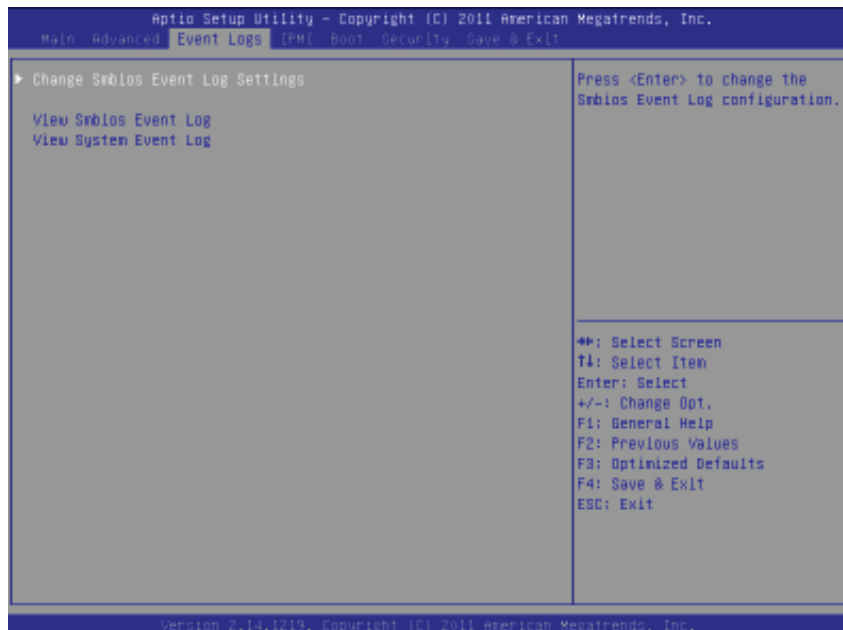 Aptio Setup Utility - Copyright (C) 2011 American Megatrends, Inc.
Main Advanced Event Logs IPMI Boot Security Save & Exit
Change Smbios Event Log Settings
View Smbios Event Log
View System Event Log
Press <Enter> to change the
Smbios Event Log configuration.
→←: Select Screen
↑↓: Select Item
Enter: Select
+/-: Change Opt.
F1: General Help
F2: Previous Values
F3: Optimized Defaults
F4: Save & Exit
ESC: Exit
Version 2.14.1219. Copyright (C) 2011 American Megatrends, Inc.